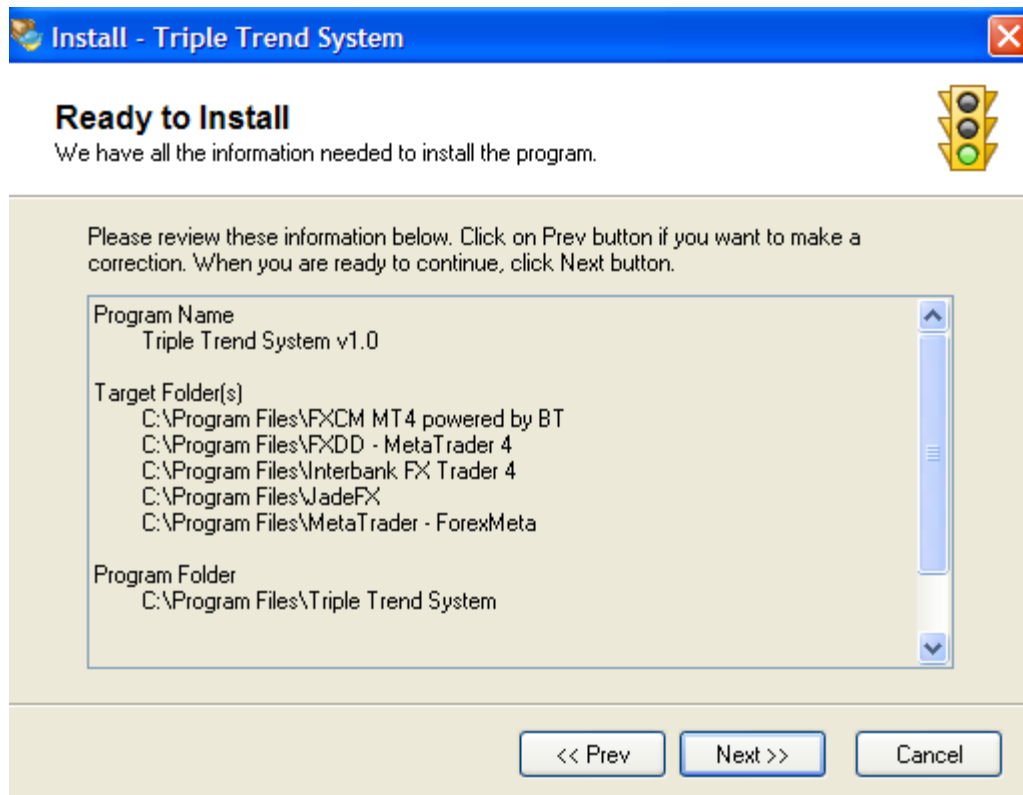 Install - Triple Trend System
Ready to Install
We have all the information needed to install the program.
Please review these information below. Click on Prev button if you want to make a
correction. When you are ready to continue, click Next button.
Program Name
Triple Trend System v1.0
Target Folder(s)
C:\Program Files\FXCM MT4 powered by BT
C:\Program Files\FXDD - MetaTrader 4
C:\Program Files\Interbank FX Trader 4
C:\Program Files\JadeFX
C:\Program Files\MetaTrader - ForexMeta
Program Folder
C:\Program Files\Triple Trend System
<< Prev
Next >>
Cancel